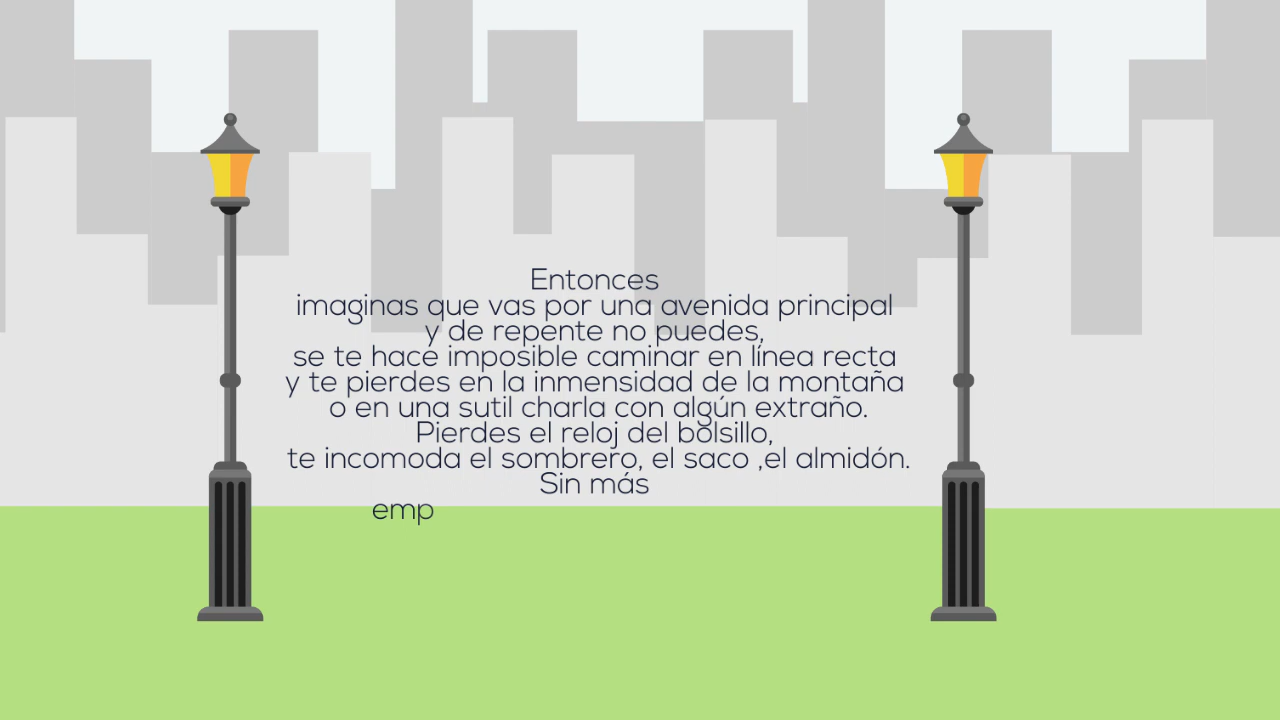 Entonces
imaginas que vas por una avenida principal
y de repente no puedes,
se te hace imposible caminar en línea recta
y te pierdes en la inmensidad de la montaña
o en una sutil charla con algún extraño.
Pierdes el reloj del bolsillo,
te incomoda el sombrero, el saco ,el almidón.
Sin más
emp